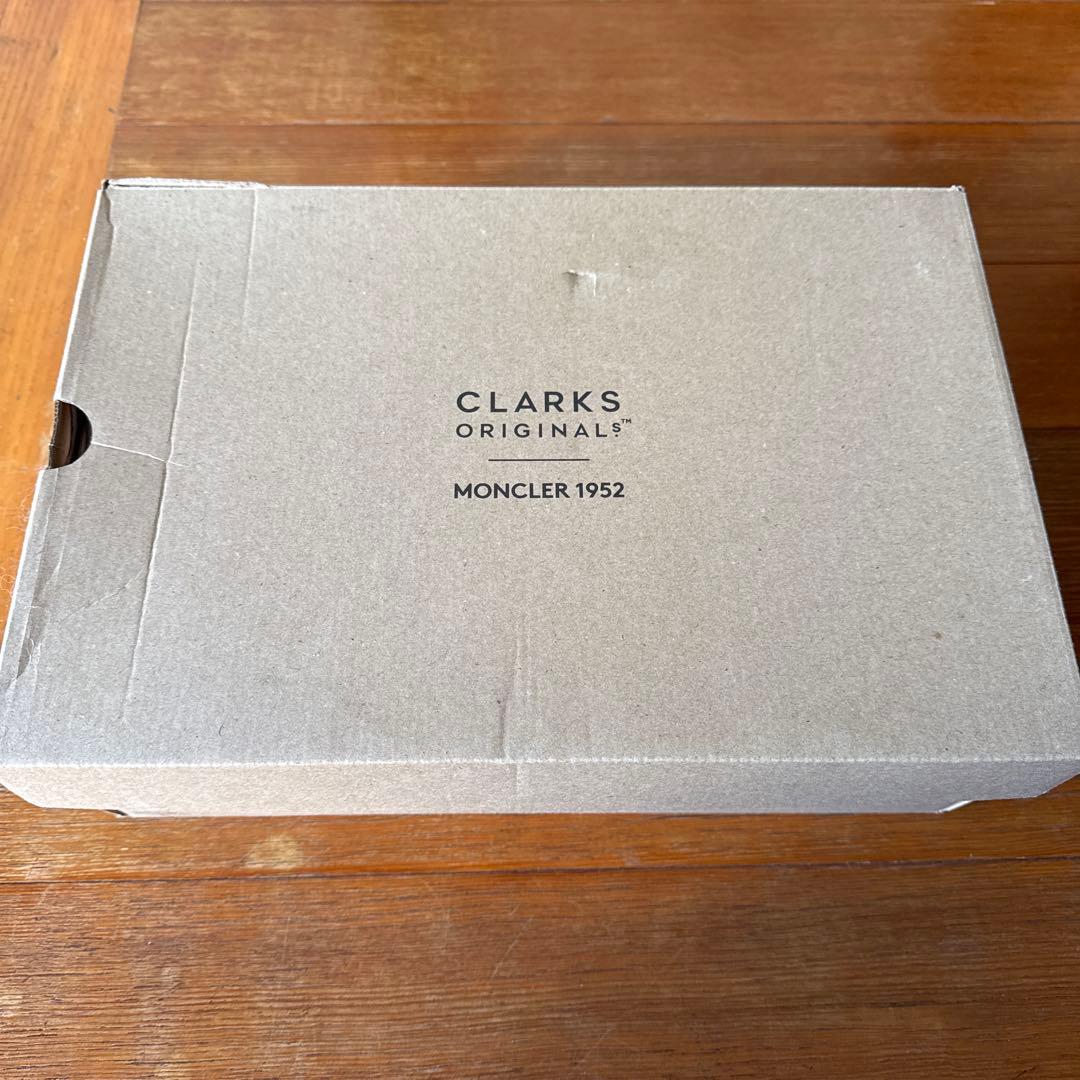 CLARKS
ORIGINALS™
MONCLER 1952